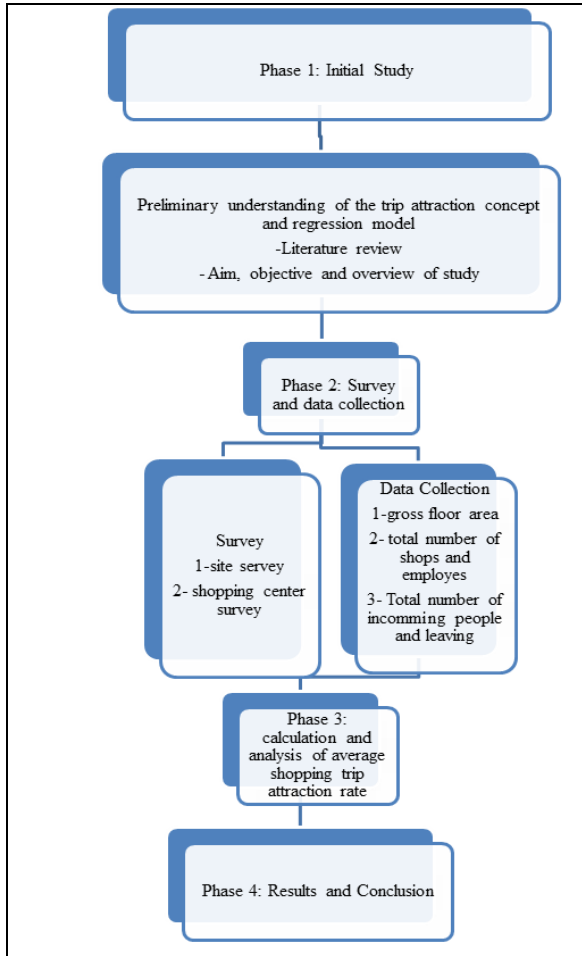 Phase 1: Initial Study
Preliminary understanding of the trip attraction concept
and regression model
-Literature review
- Aim, objective and overview of study
Phase 2: Survey
and data collection
Survey
1-site servey
2- shopping center
survey
Data Collection
1-gross floor area
2- total number of
shops and
employes
3- Total number of
incomming people
and leaving
Phase 3:
calculation and
analysis of average
shopping trip
attraction rate
Phase 4: Results and Conclusion